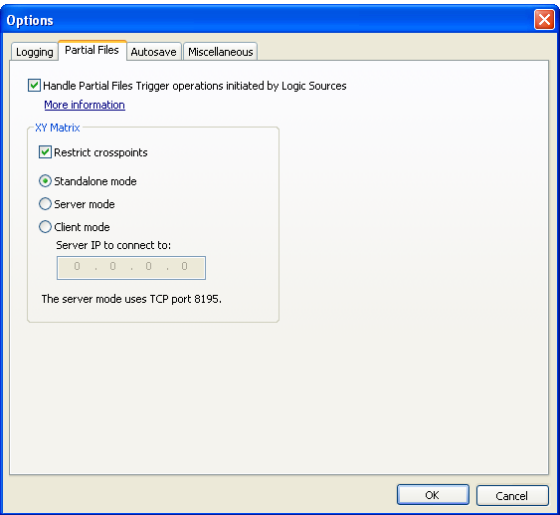 Options
Logging Partial Files Autosave Miscellaneous
Handle Partial Files Trigger operations initiated by Logic Sources
More information
XY Matrix
Restrict crosspoints
Standalone mode
Server mode
Client mode
Server IP to connect to:
0 . 0 . 0 . 0
The server mode uses TCP port 8195.
OK Cancel